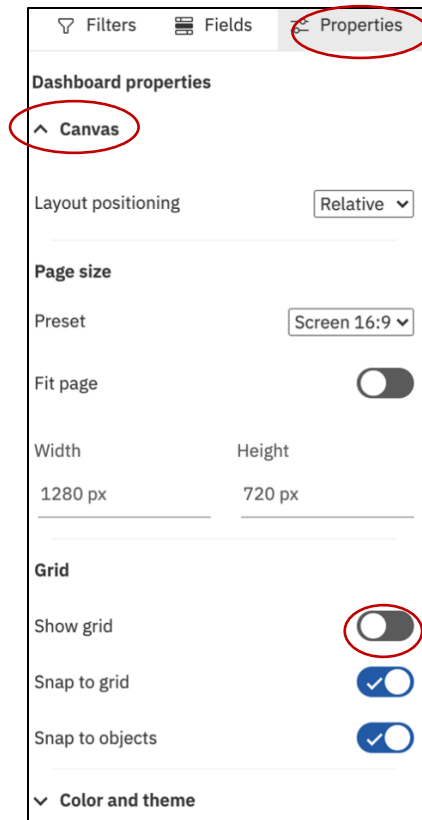 Filters Fields Properties
Dashboard properties
Canvas
Layout positioning Relative
Page size
Preset Screen 16:9
Fit page
Width Height
1280 px 720 px
Grid
Show grid
Snap to grid
Snap to objects
Color and theme